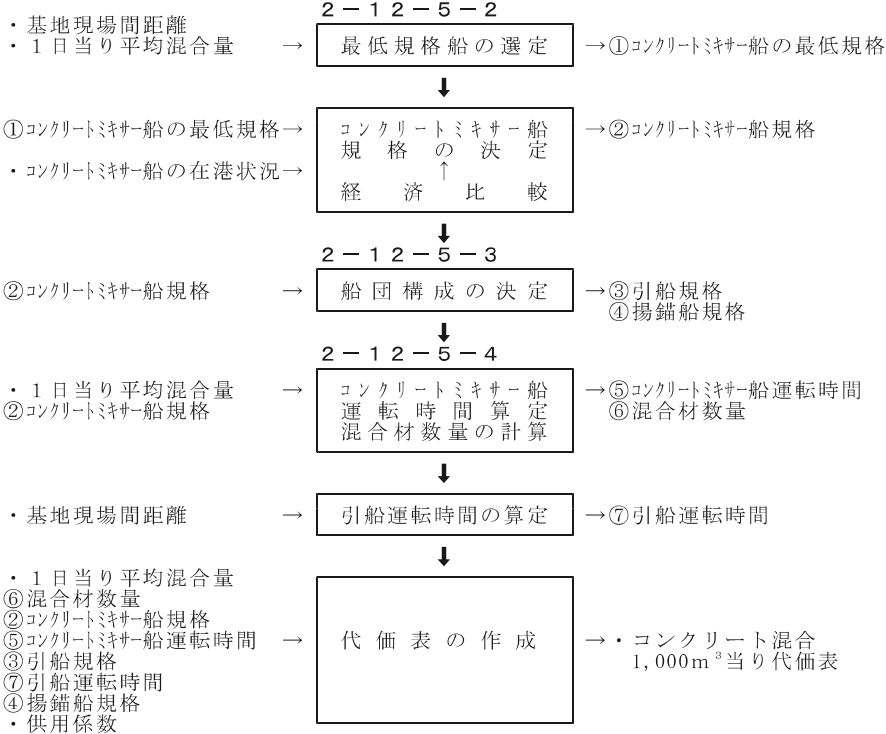 ２－１２－５－２
・基地現場間距離
・１日当り平均混合量 → 最低規格船の選定 →①ｺﾝｸﾘｰﾄﾐｷｻｰ船の最低規格
⬇
①ｺﾝｸﾘｰﾄﾐｷｻｰ船の最低規格→ ｺﾝｸﾘｰﾄﾐｷｻｰ船 →②ｺﾝｸﾘｰﾄﾐｷｻｰ船規格
規格の決定
・ｺﾝｸﾘｰﾄﾐｷｻｰ船の在港状況→ ↑
経済比較
⬇
２－１２－５－３
②ｺﾝｸﾘｰﾄﾐｷｻｰ船規格 → 船団構成の決定 →③引船規格
④揚錨船規格
⬇
２－１２－５－４
・１日当り平均混合量 → ｺﾝｸﾘｰﾄﾐｷｻｰ船 →⑤ｺﾝｸﾘｰﾄﾐｷｻｰ船運転時間
②ｺﾝｸﾘｰﾄﾐｷｻｰ船規格 運転時間算定 ⑥混合材数量
混合材数量の計算
⬇
・基地現場間距離 → 引船運転時間の算定 →⑦引船運転時間
⬇
・１日当り平均混合量
⑥混合材数量
②ｺﾝｸﾘｰﾄﾐｷｻｰ船規格
⑤ｺﾝｸﾘｰﾄﾐｷｻｰ船運転時間 → 代価表の作成 →・コンクリート混合
③引船規格 1,000m³当り代価表
⑦引船運転時間
④揚錨船規格
・供用係数